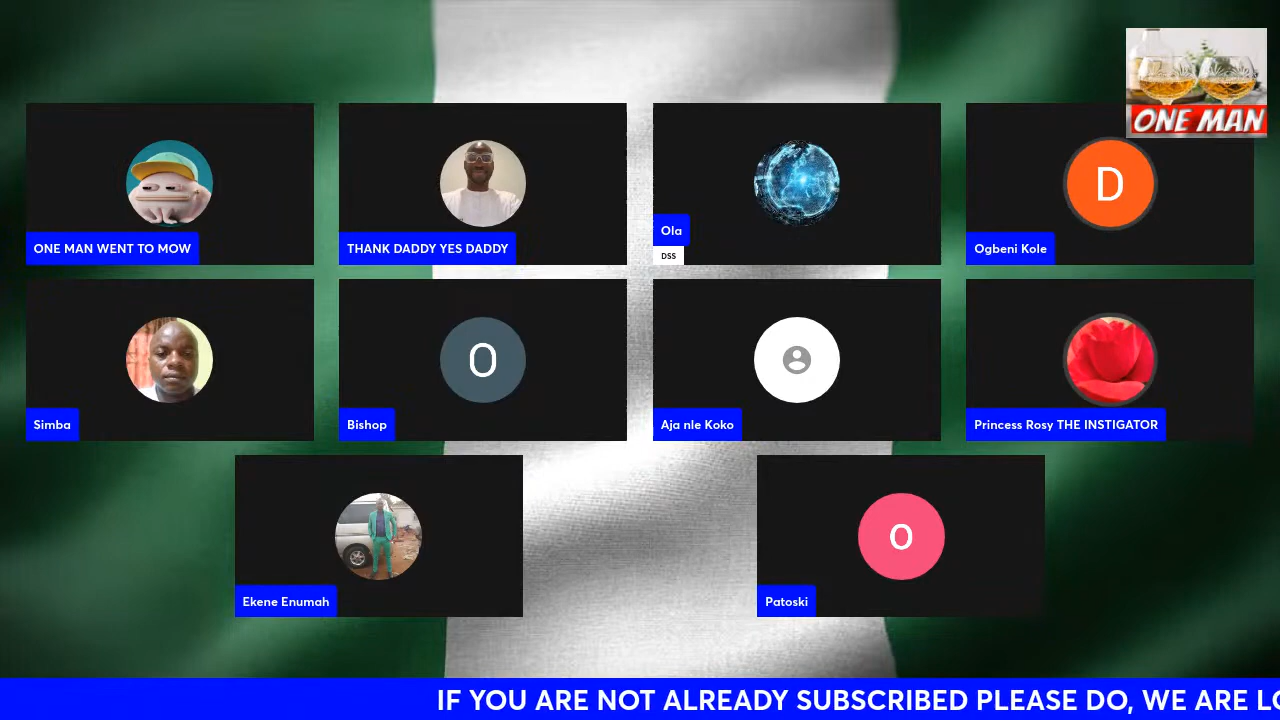 ONE MAN
ONE MAN WENT TO MOW
THANK DADDY YES DADDY
Ola
DSS
D
Ogbeni Kole
Simba
O
Bishop
Aja nle Koko
Princess Rosy THE INSTIGATOR
Ekene Enumah
O
Patoski
IF YOU ARE NOT ALREADY SUBSCRIBED PLEASE DO, WE ARE LO